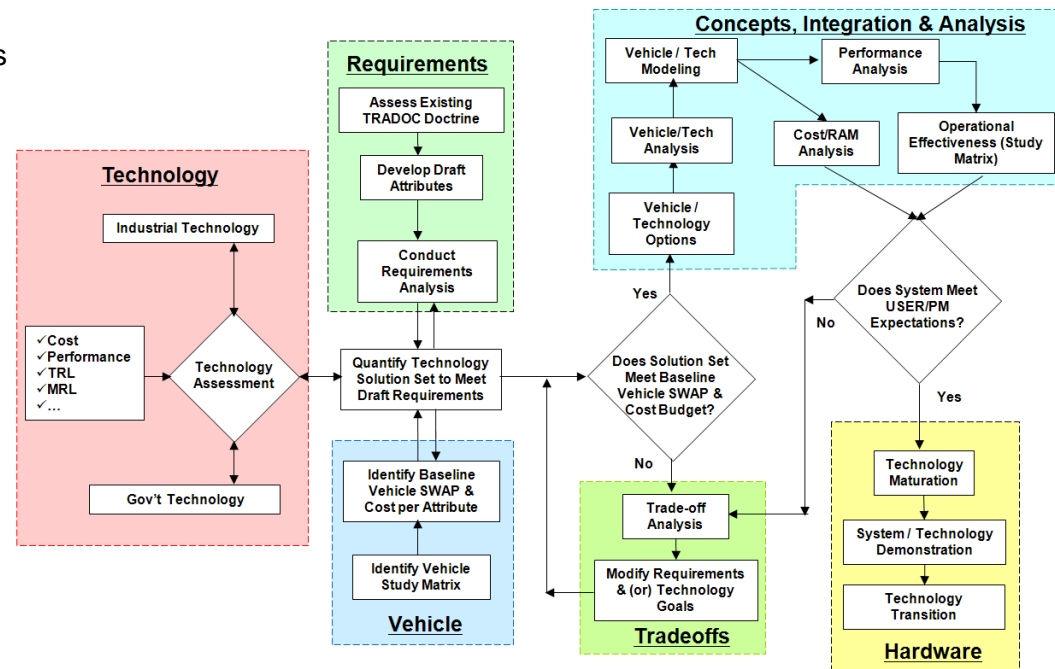 s
Technology
Industrial Technology
✓Cost
✓Performance
✓TRL
✓MRL
✓...
Technology
Assessment
Gov't Technology
Requirements
Assess Existing
TRADOC Doctrine
Develop Draft
Attributes
Conduct
Requirements
Analysis
Quantify Technology
Solution Set to Meet
Draft Requirements
Identify Baseline
Vehicle SWAP &
Cost per Attribute
Identify Vehicle
Study Matrix
Vehicle
Concepts, Integration & Analysis
Vehicle / Tech
Modeling
Performance
Analysis
Vehicle/Tech
Analysis
Cost/RAM
Analysis
Operational
Effectiveness (Study
Matrix)
Vehicle /
Technology
Options
Yes
Does Solution Set
Meet Baseline
Vehicle SWAP &
Cost Budget?
No
Trade-off
Analysis
Modify Requirements
& (or) Technology
Goals
Tradeoffs
Does System Meet
USER/PM
Expectations?
No
Yes
Technology
Maturation
System / Technology
Demonstration
Technology
Transition
Hardware